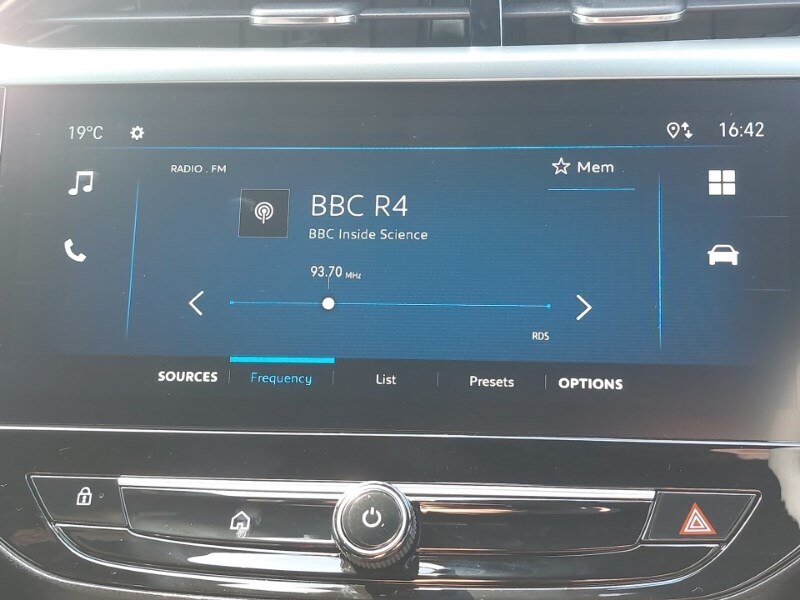 19°C
16:42
RADIO . FM
Mem
BBC R4
BBC Inside Science
93.70 MHz
RDS
SOURCES
Frequency
List
Presets
OPTIONS